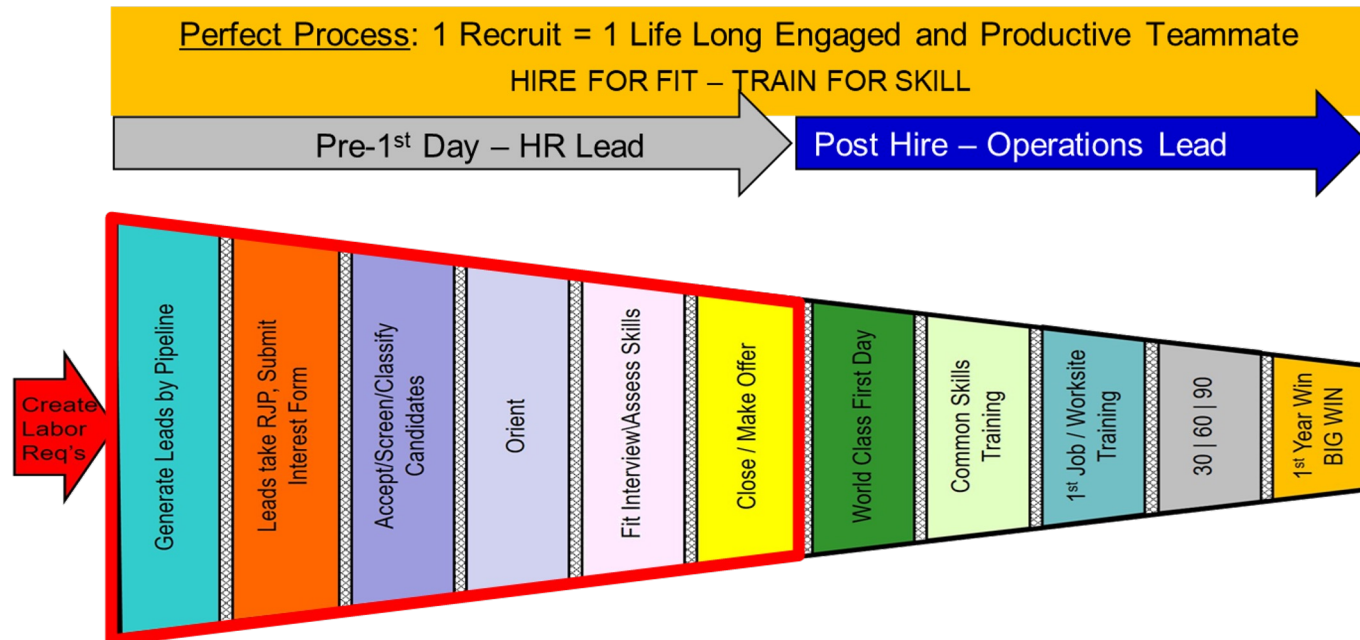 Perfect Process: 1 Recruit = 1 Life Long Engaged and Productive Teammate
HIRE FOR FIT – TRAIN FOR SKILL
Pre-1st Day – HR Lead
Post Hire – Operations Lead
Create
Labor
Req's
Generate Leads by Pipeline
Leads take RJP, Submit
Interest Form
Accept/Screen/Classify
Candidates
Orient
Fit Interview\Assess Skills
Close / Make Offer
World Class First Day
Common Skills
Training
1st Job / Worksite
Training
30 | 60 | 90
1st Year Win
BIG WIN